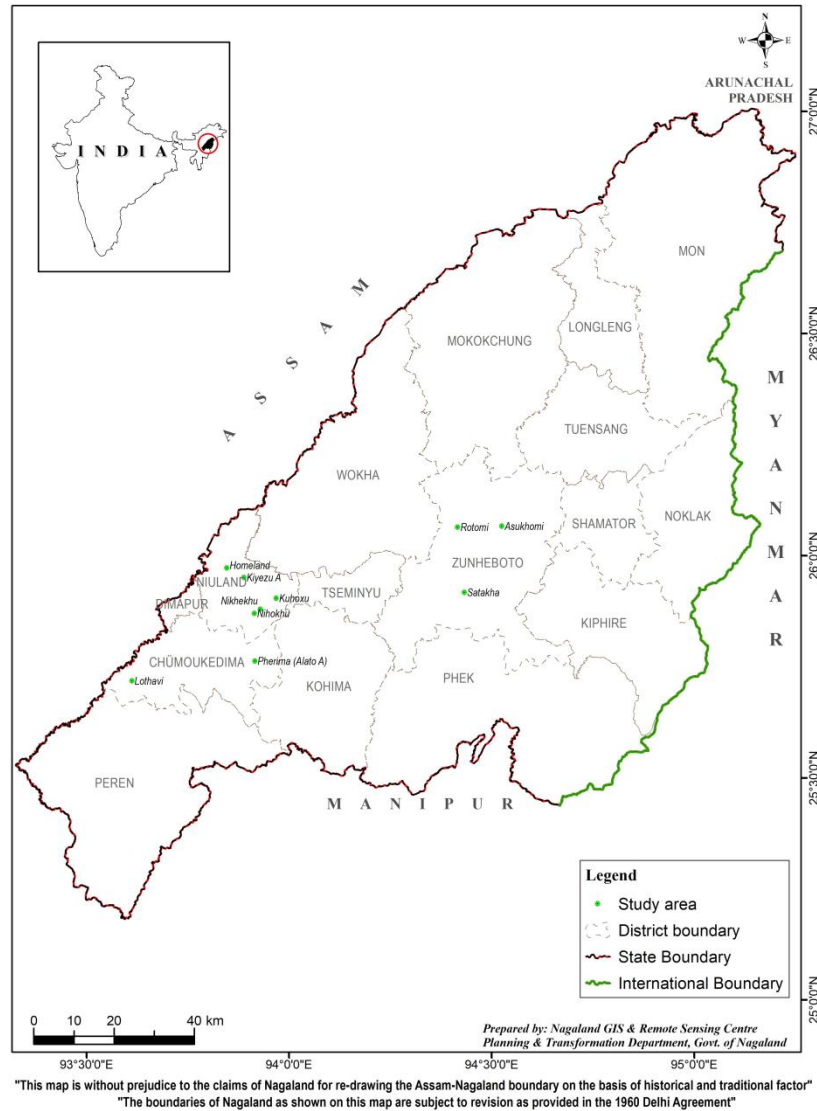 N
W E
S
ARUNACHAL
PRADESH
INDIA
27°0'0"N
MON
ASSAM
LONGLENG
26°30'0"N
MOKOKCHUNG
MYANMAR
TUENSANG
WOKHA
NOKLAK
Rotomi
Asukhomi
SHAMATOR
26°0'0"N
ZUNHEBOTO
Homeland
Kiyezu A
NIULAND
TSEMINYU
Satakha
DIMAPUR
Nikhekhu
Kuhoxu
Nihokhu
KIPHIRE
CHÜMOUKEDIMA
Pherima (Alato A)
Lothavi
KOHIMA
PHEK
PEREN
25°30'0"N
MANIPUR
Legend
Study area
District boundary
State Boundary
International Boundary
25°0'0"N
0 10 20 40 km
Prepared by: Nagaland GIS & Remote Sensing Centre
Planning & Transformation Department, Govt. of Nagaland
93°30'0"E 94°0'0"E 94°30'0"E 95°0'0"E
"This map is without prejudice to the claims of Nagaland for re-drawing the Assam-Nagaland boundary on the basis of historical and traditional factor"
"The boundaries of Nagaland as shown on this map are subject to revision as provided in the 1960 Delhi Agreement"